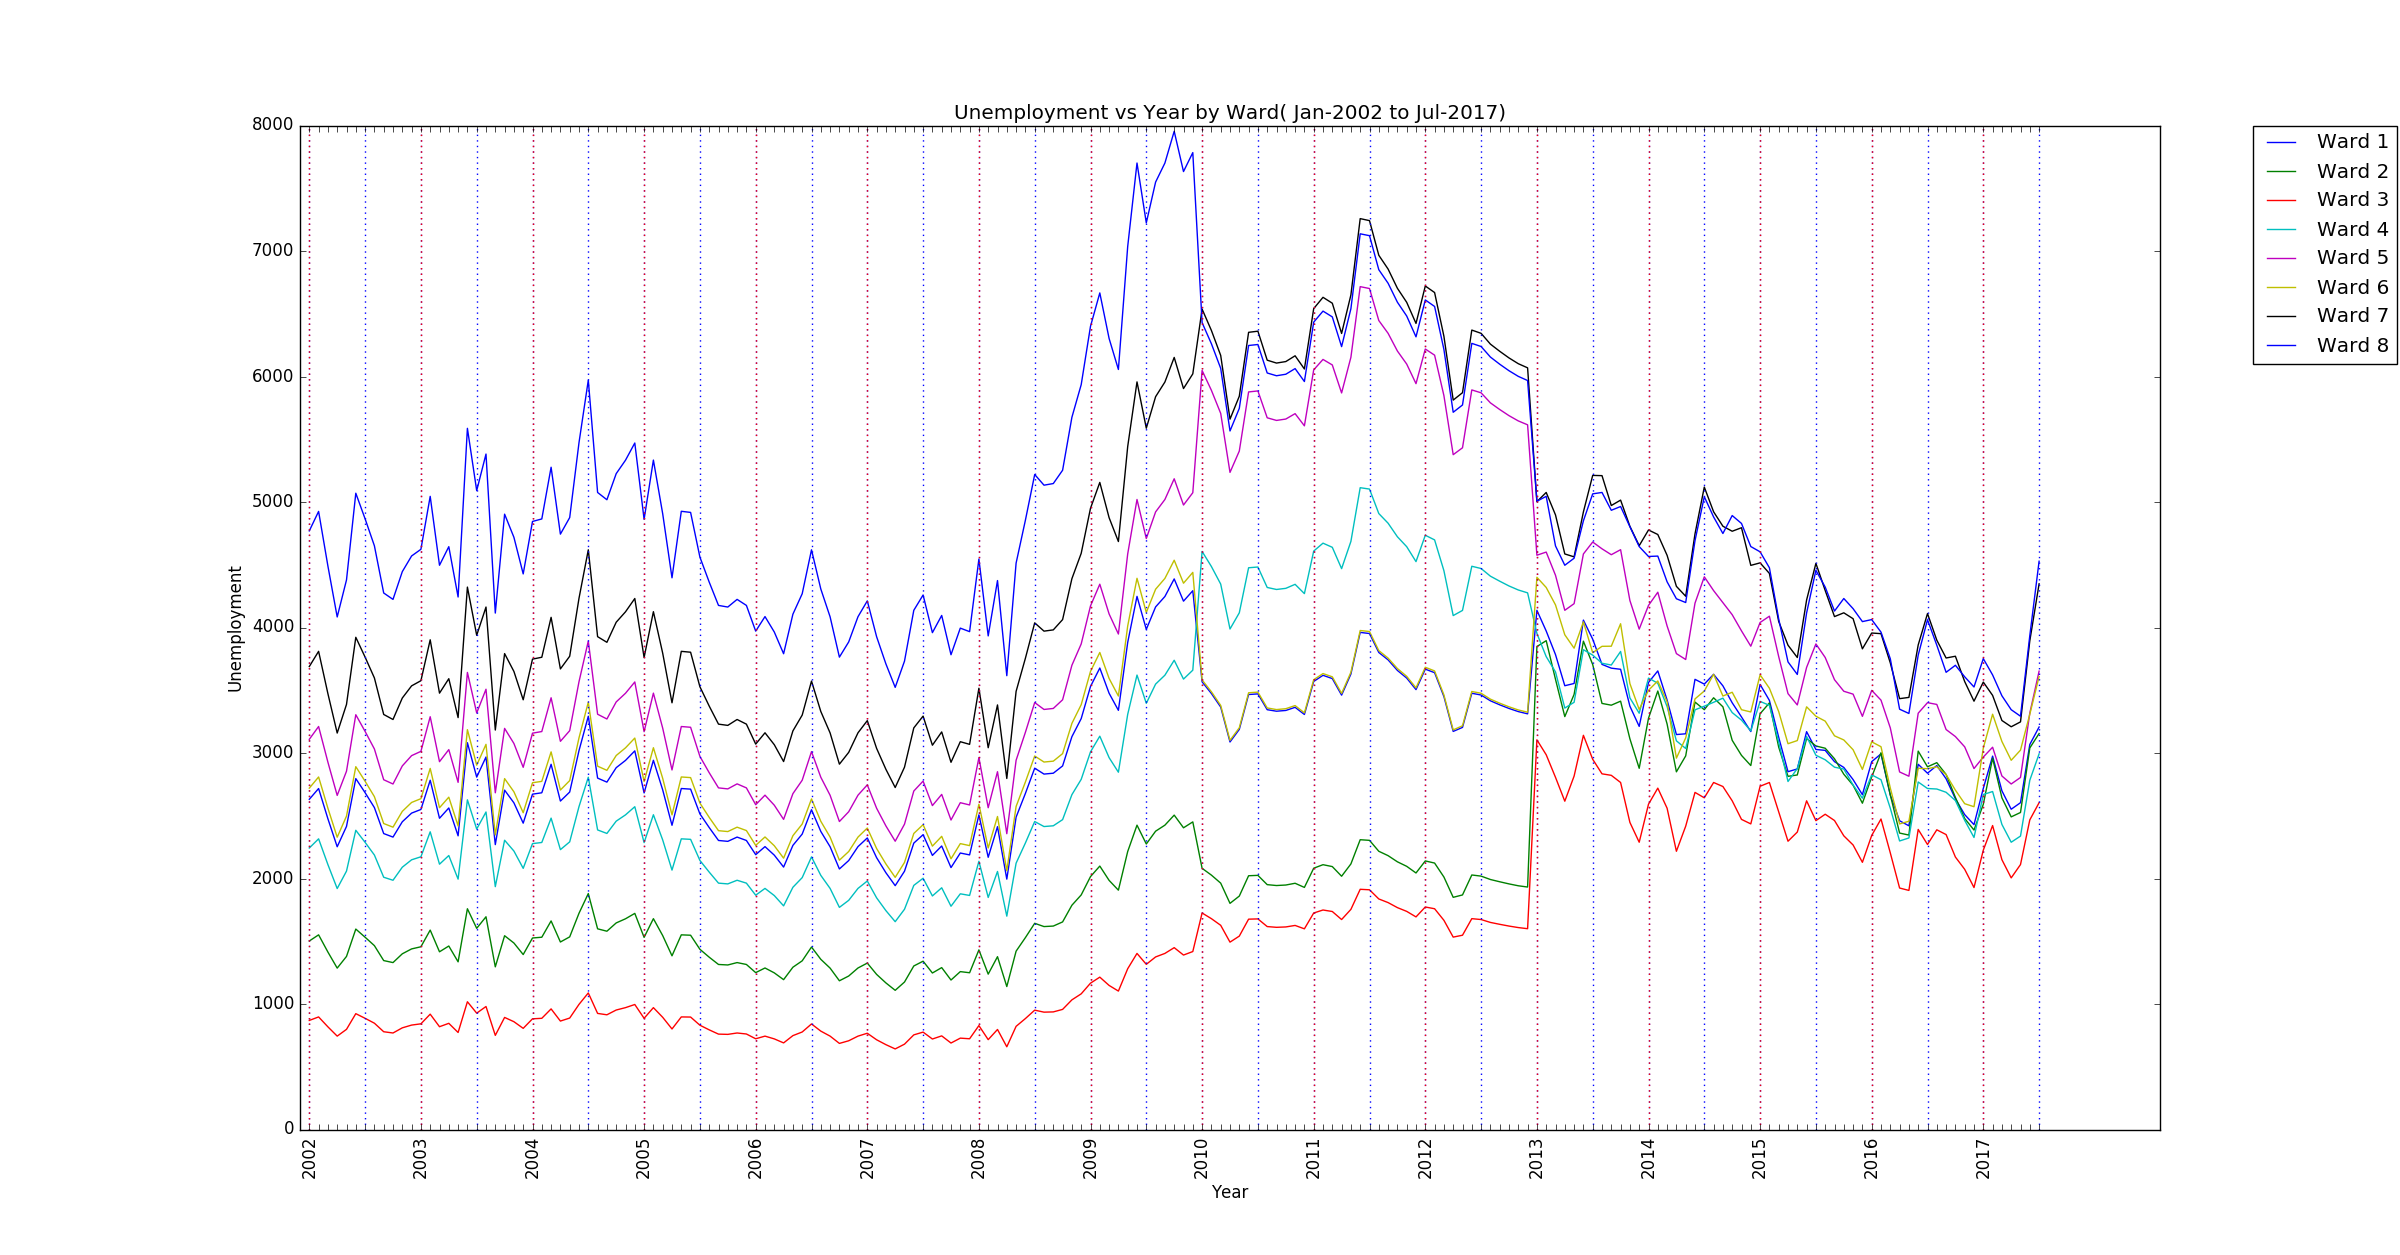 Unemployment vs Year by Ward( Jan-2002 to Jul-2017)
8000
7000
6000
5000
4000
3000
2000
1000
0
Unemployment
2002
2003
2004
2005
2006
2007
2008
2009
2010
2011
2012
2013
2014
2015
2016
2017
Year
Ward 1
Ward 2
Ward 3
Ward 4
Ward 5
Ward 6
Ward 7
Ward 8